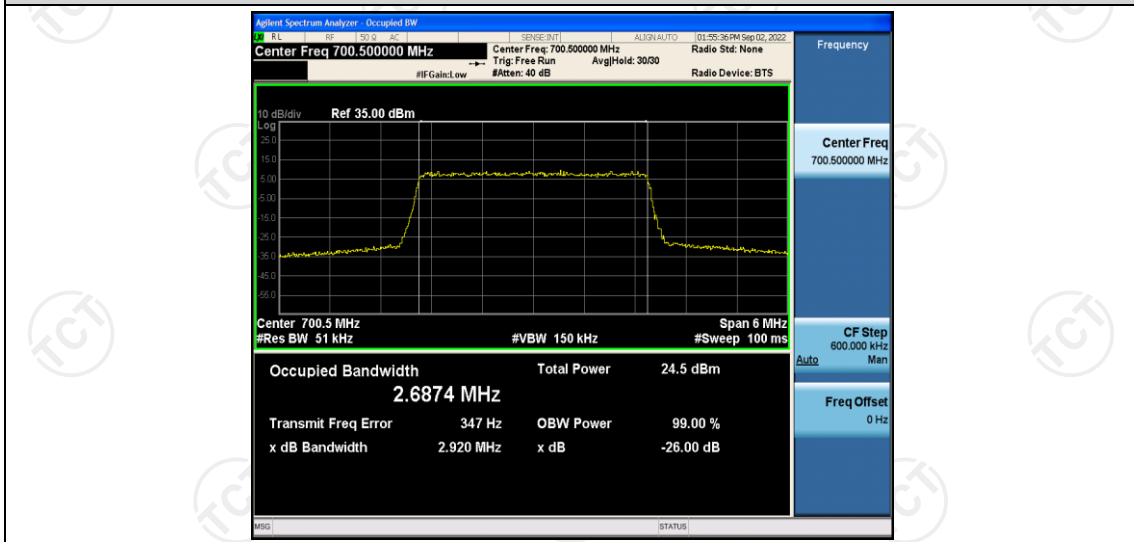 Agilent Spectrum Analyzer - Occupied BW
LXI RL RF 50 Ω AC SENSE:INT ALIGN AUTO 01:55:36 PM Sep 02, 2022
Center Freq 700.500000 MHz
Center Freq: 700.500000 MHz
Radio Std: None
Trig: Free Run Avg|Hold: 30/30
#IFGain:Low #Atten: 40 dB Radio Device: BTS
Frequency
10 dB/div Ref 35.00 dBm
Log
25.0
15.0
5.00
-5.00
-15.0
-25.0
-35.0
-45.0
-55.0
Center 700.5 MHz Span 6 MHz
#Res BW 51 kHz #VBW 150 kHz #Sweep 100 ms
Center Freq
700.500000 MHz
CF Step
600.000 kHz
Auto Man
Freq Offset
0 Hz
Occupied Bandwidth Total Power 24.5 dBm
2.6874 MHz
Transmit Freq Error 347 Hz OBW Power 99.00 %
x dB Bandwidth 2.920 MHz x dB -26.00 dB
MSG STATUS
TCT
TCT
TCT
TCT
TCT
TCT